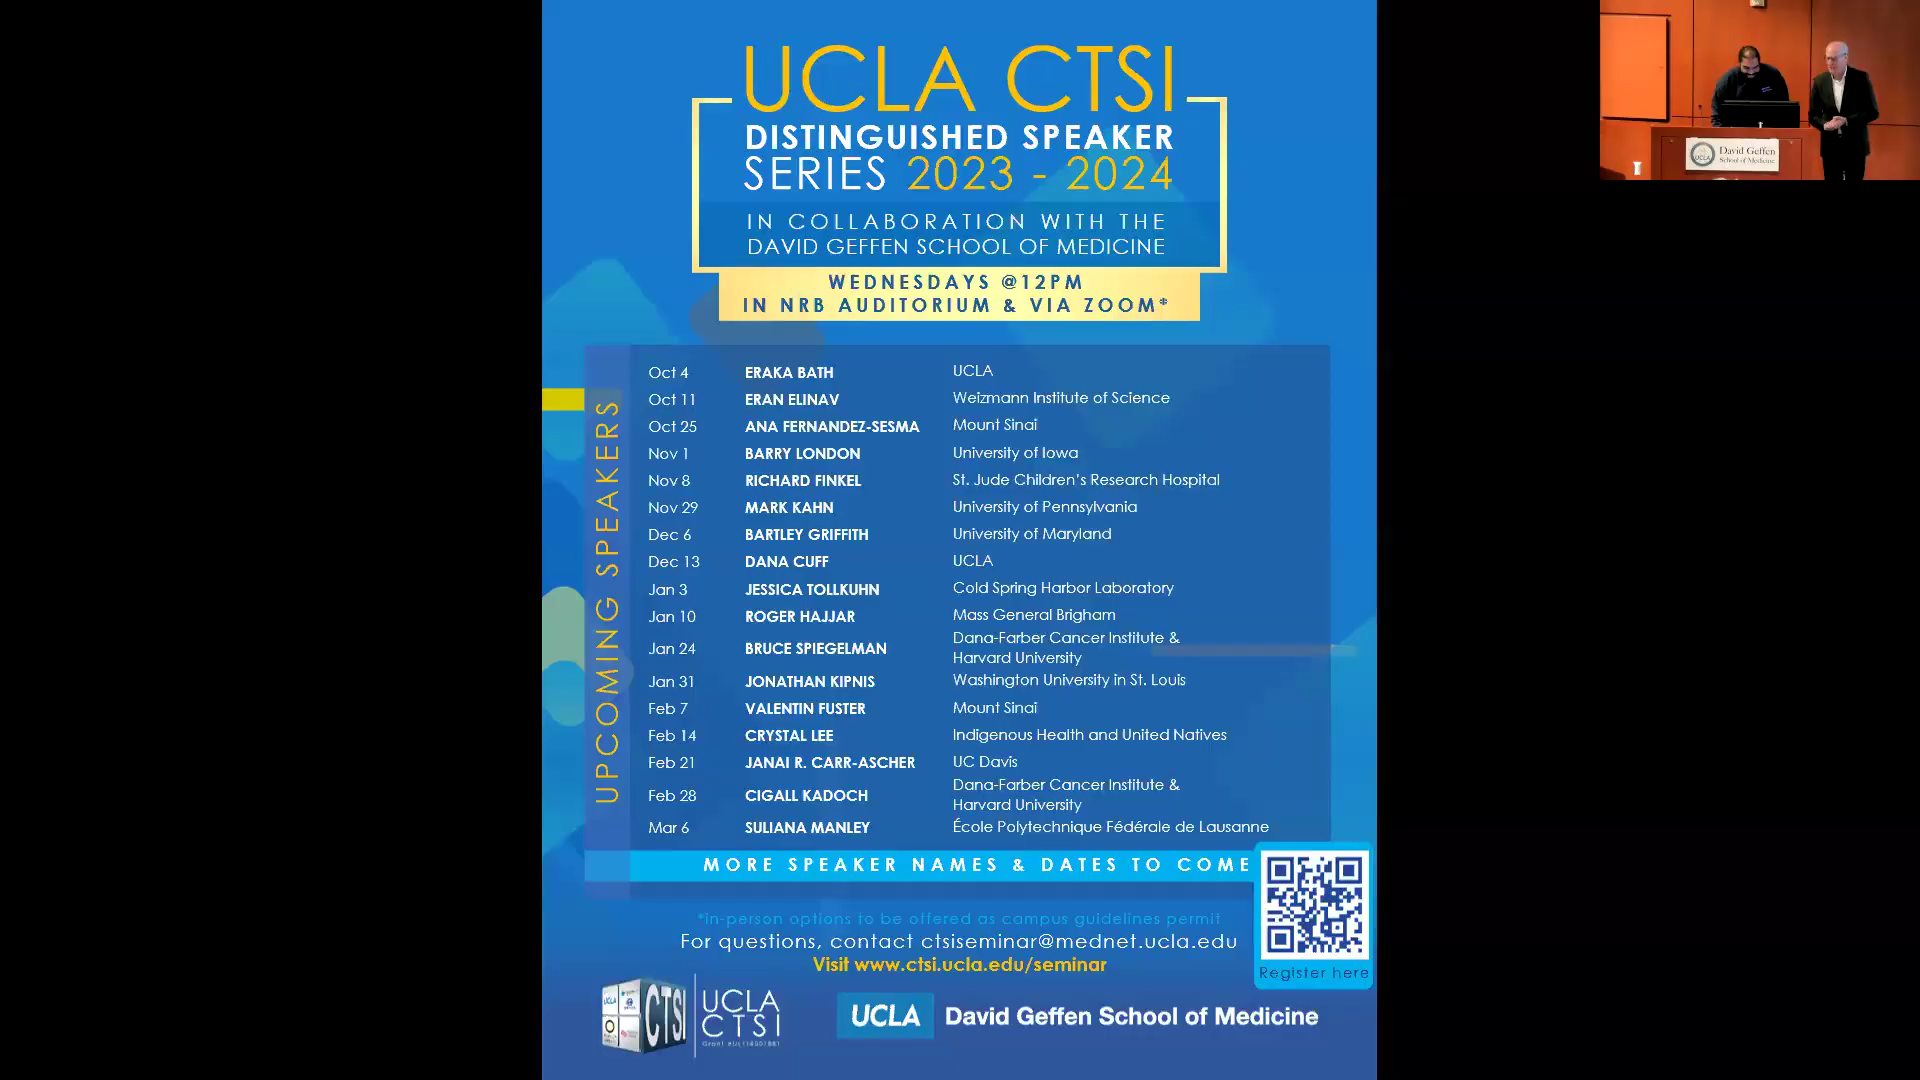 UCLA CTSI
DISTINGUISHED SPEAKER
SERIES 2023 - 2024
IN COLLABORATION WITH THE
DAVID GEFFEN SCHOOL OF MEDICINE
WEDNESDAYS @12PM
IN NRB AUDITORIUM & VIA ZOOM*
UPCOMING SPEAKERS
Oct 4 ERAKA BATH UCLA
Oct 11 ERAN ELINAV Weizmann Institute of Science
Oct 25 ANA FERNANDEZ-SESMA Mount Sinai
Nov 1 BARRY LONDON University of Iowa
Nov 8 RICHARD FINKEL St. Jude Children's Research Hospital
Nov 29 MARK KAHN University of Pennsylvania
Dec 6 BARTLEY GRIFFITH University of Maryland
Dec 13 DANA CUFF UCLA
Jan 3 JESSICA TOLLKUHN Cold Spring Harbor Laboratory
Jan 10 ROGER HAJJAR Mass General Brigham
Jan 24 BRUCE SPIEGELMAN Dana-Farber Cancer Institute &
Harvard University
Jan 31 JONATHAN KIPNIS Washington University in St. Louis
Feb 7 VALENTIN FUSTER Mount Sinai
Feb 14 CRYSTAL LEE Indigenous Health and United Natives
Feb 21 JANAI R. CARR-ASCHER UC Davis
Feb 28 CIGALL KADOCH Dana-Farber Cancer Institute &
Harvard University
Mar 6 SULIANA MANLEY École Polytechnique Fédérale de Lausanne
MORE SPEAKER NAMES & DATES TO COME
*in-person options to be offered as campus guidelines permit
For questions, contact ctsiseminar@mednet.ucla.edu
Visit www.ctsi.ucla.edu/seminar
Register here
CTSI
UCLA
CTSI
UCLA David Geffen School of Medicine
UCLA
David Geffen
School of Medicine